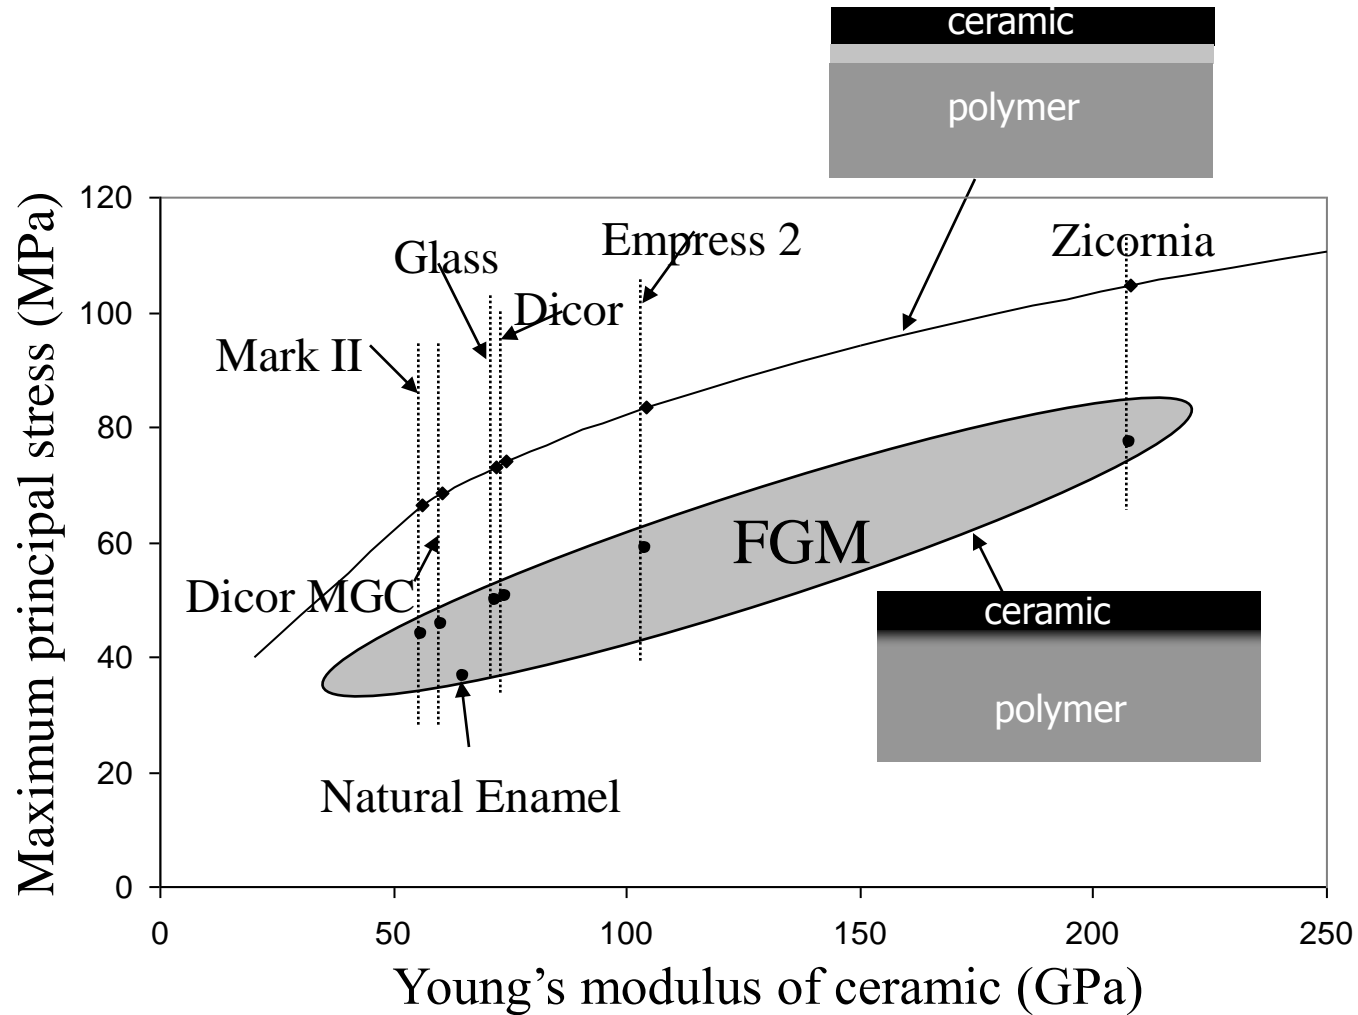 ceramic
polymer
120
100
80
60
40
20
0
Maximum principal stress (MPa)
Glass
Empress 2
Zicornia
Dicor
Mark II
FGM
Dicor MGC
ceramic
polymer
Natural Enamel
0
50
100
150
200
250
Young’s modulus of ceramic (GPa)